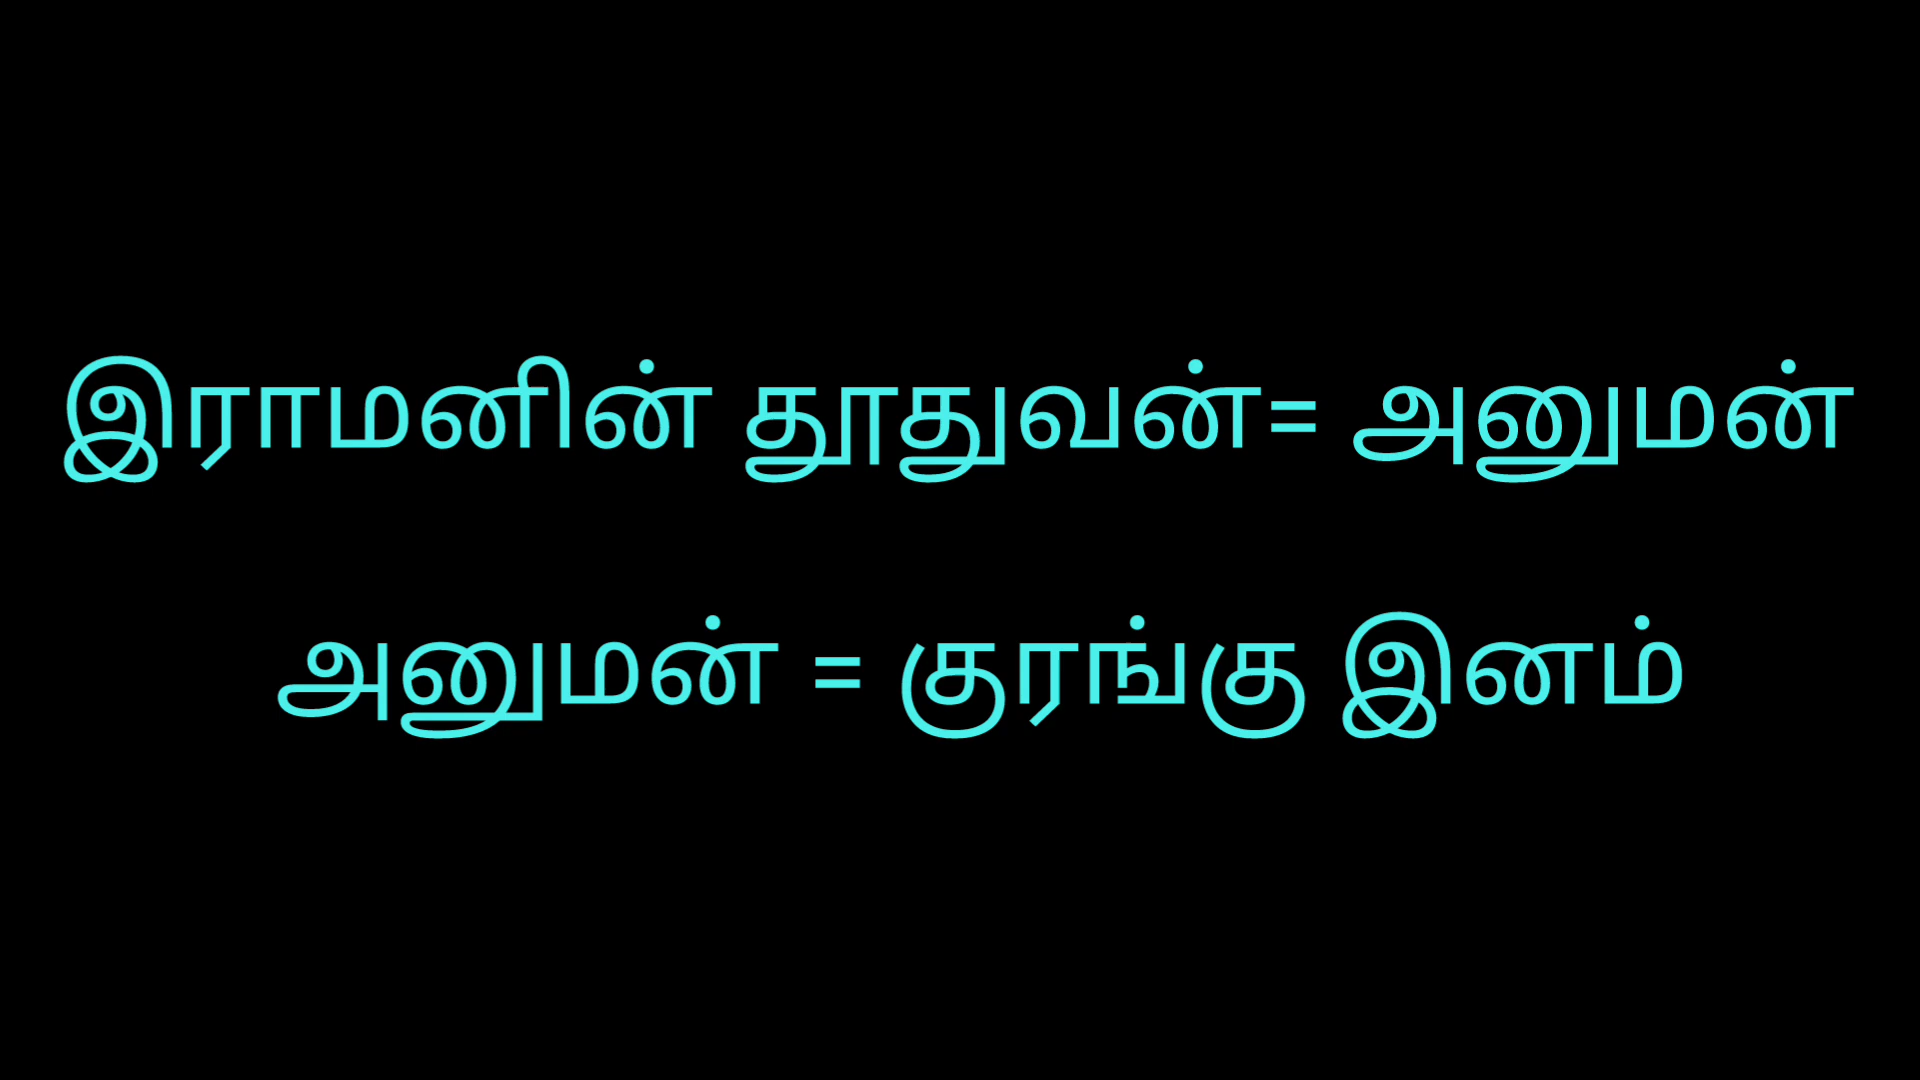 இராமனின் தூதுவன்= அனுமன்
அனுமன் = குரங்கு இனம்